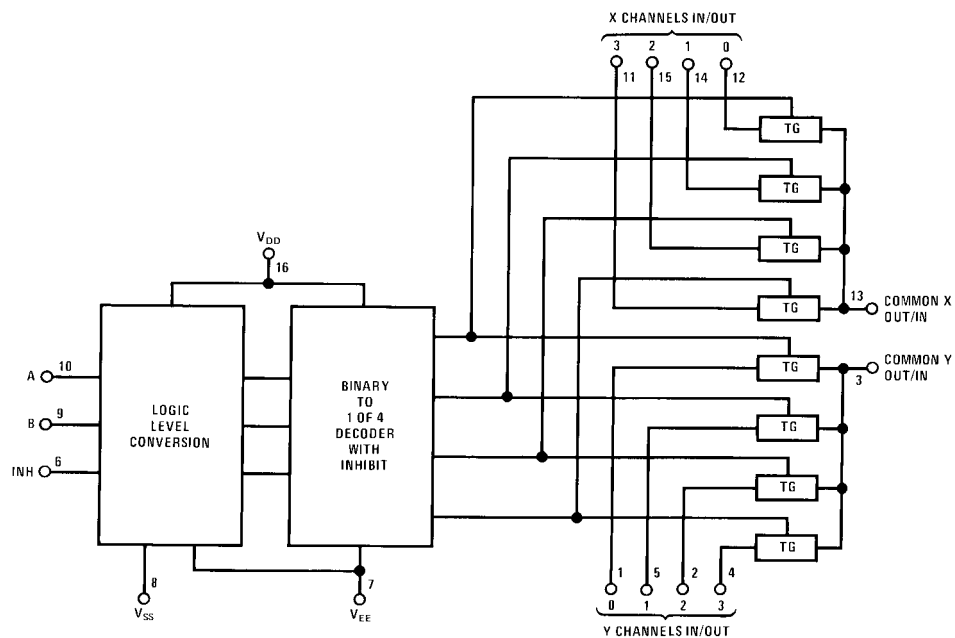 X CHANNELS IN/OUT
3 2 1 0
11 15 14 12
TG
TG
TG
V_DD
16
TG
13
COMMON X
OUT/IN
A 10
B 9
INH 6
LOGIC
LEVEL
CONVERSION
BINARY
TO
1 OF 4
DECODER
WITH
INHIBIT
TG
3
COMMON Y
OUT/IN
TG
TG
TG
8
V_SS
7
V_EE
1 5 2 4
0 1 2 3
Y CHANNELS IN/OUT